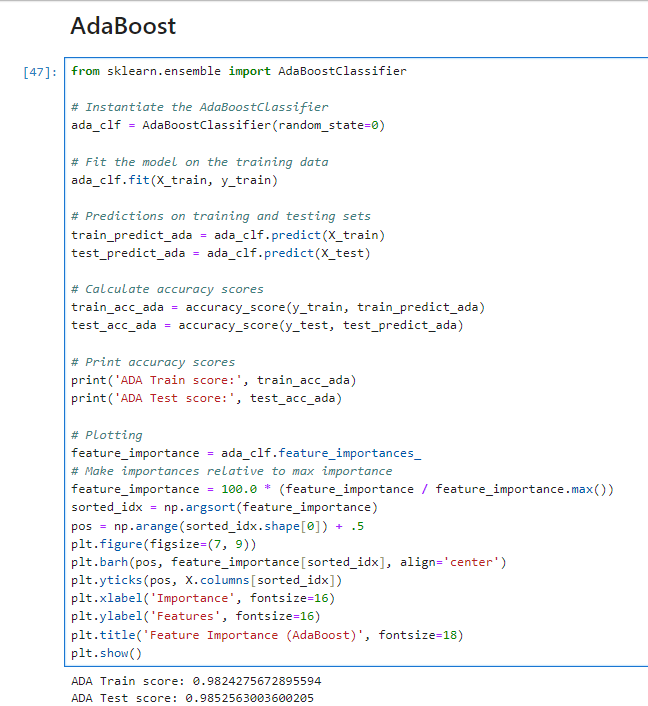 AdaBoost
[47]: from sklearn.ensemble import AdaBoostClassifier
# Instantiate the AdaBoostClassifier
ada_clf = AdaBoostClassifier(random_state=0)
# Fit the model on the training data
ada_clf.fit(X_train, y_train)
# Predictions on training and testing sets
train_predict_ada = ada_clf.predict(X_train)
test_predict_ada = ada_clf.predict(X_test)
# Calculate accuracy scores
train_acc_ada = accuracy_score(y_train, train_predict_ada)
test_acc_ada = accuracy_score(y_test, test_predict_ada)
# Print accuracy scores
print('ADA Train score:', train_acc_ada)
print('ADA Test score:', test_acc_ada)
# Plotting
feature_importance = ada_clf.feature_importances_
# Make importances relative to max importance
feature_importance = 100.0 * (feature_importance / feature_importance.max())
sorted_idx = np.argsort(feature_importance)
pos = np.arange(sorted_idx.shape[0]) + .5
plt.figure(figsize=(7, 9))
plt.barh(pos, feature_importance[sorted_idx], align='center')
plt.yticks(pos, X.columns[sorted_idx])
plt.xlabel('Importance', fontsize=16)
plt.ylabel('Features', fontsize=16)
plt.title('Feature Importance (AdaBoost)', fontsize=18)
plt.show()
ADA Train score: 0.9824275672895594
ADA Test score: 0.9852563003600205